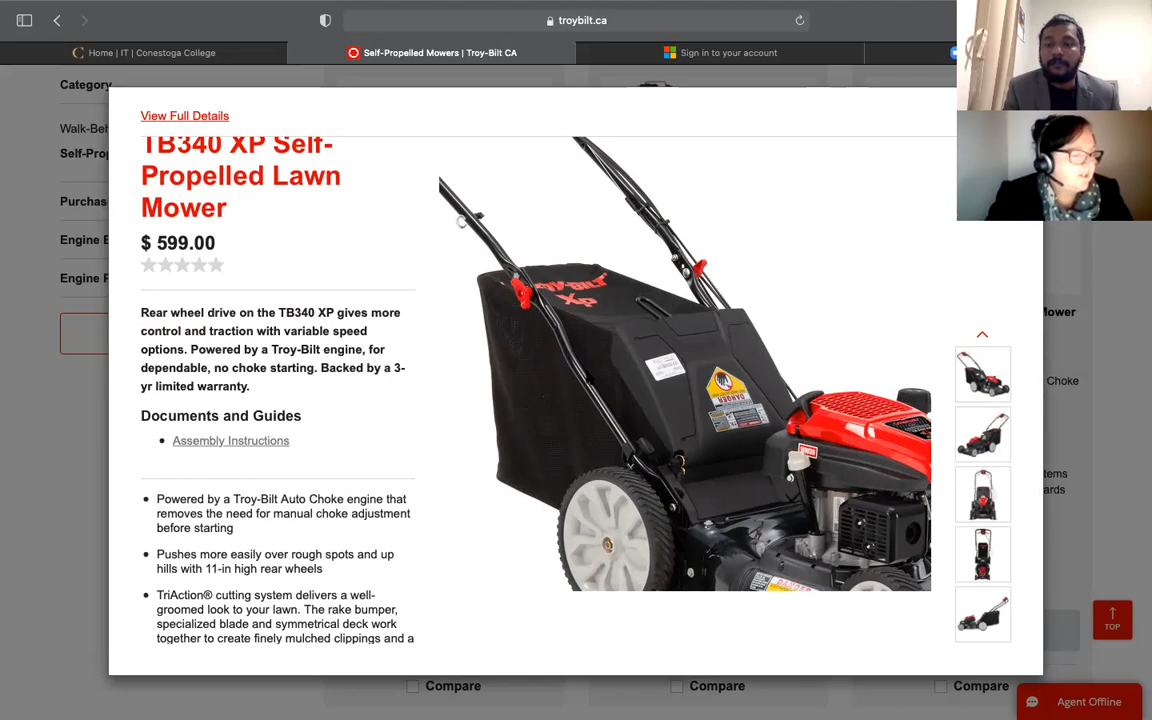 troybilt.ca
Home | IT | Conestoga College
Self-Propelled Mowers | Troy-Bilt CA
Sign in to your account
Category
View Full Details
Walk-Beh
Self-Prop
Purchas
Engine B
Engine P
TB340 XP Self-
Propelled Lawn
Mower
$ 599.00
Rear wheel drive on the TB340 XP gives more
control and traction with variable speed
options. Powered by a Troy-Bilt engine, for
dependable, no choke starting. Backed by a 3-
yr limited warranty.
Documents and Guides
Assembly Instructions
Powered by a Troy-Bilt Auto Choke engine that
removes the need for manual choke adjustment
before starting
Pushes more easily over rough spots and up
hills with 11-in high rear wheels
TriAction® cutting system delivers a well-
groomed look to your lawn. The rake bumper,
specialized blade and symmetrical deck work
together to create finely mulched clippings and a
TROY-BILT
XP
DANGER
Mower
Choke
TOP
Compare
Compare
Compare
Agent Offline